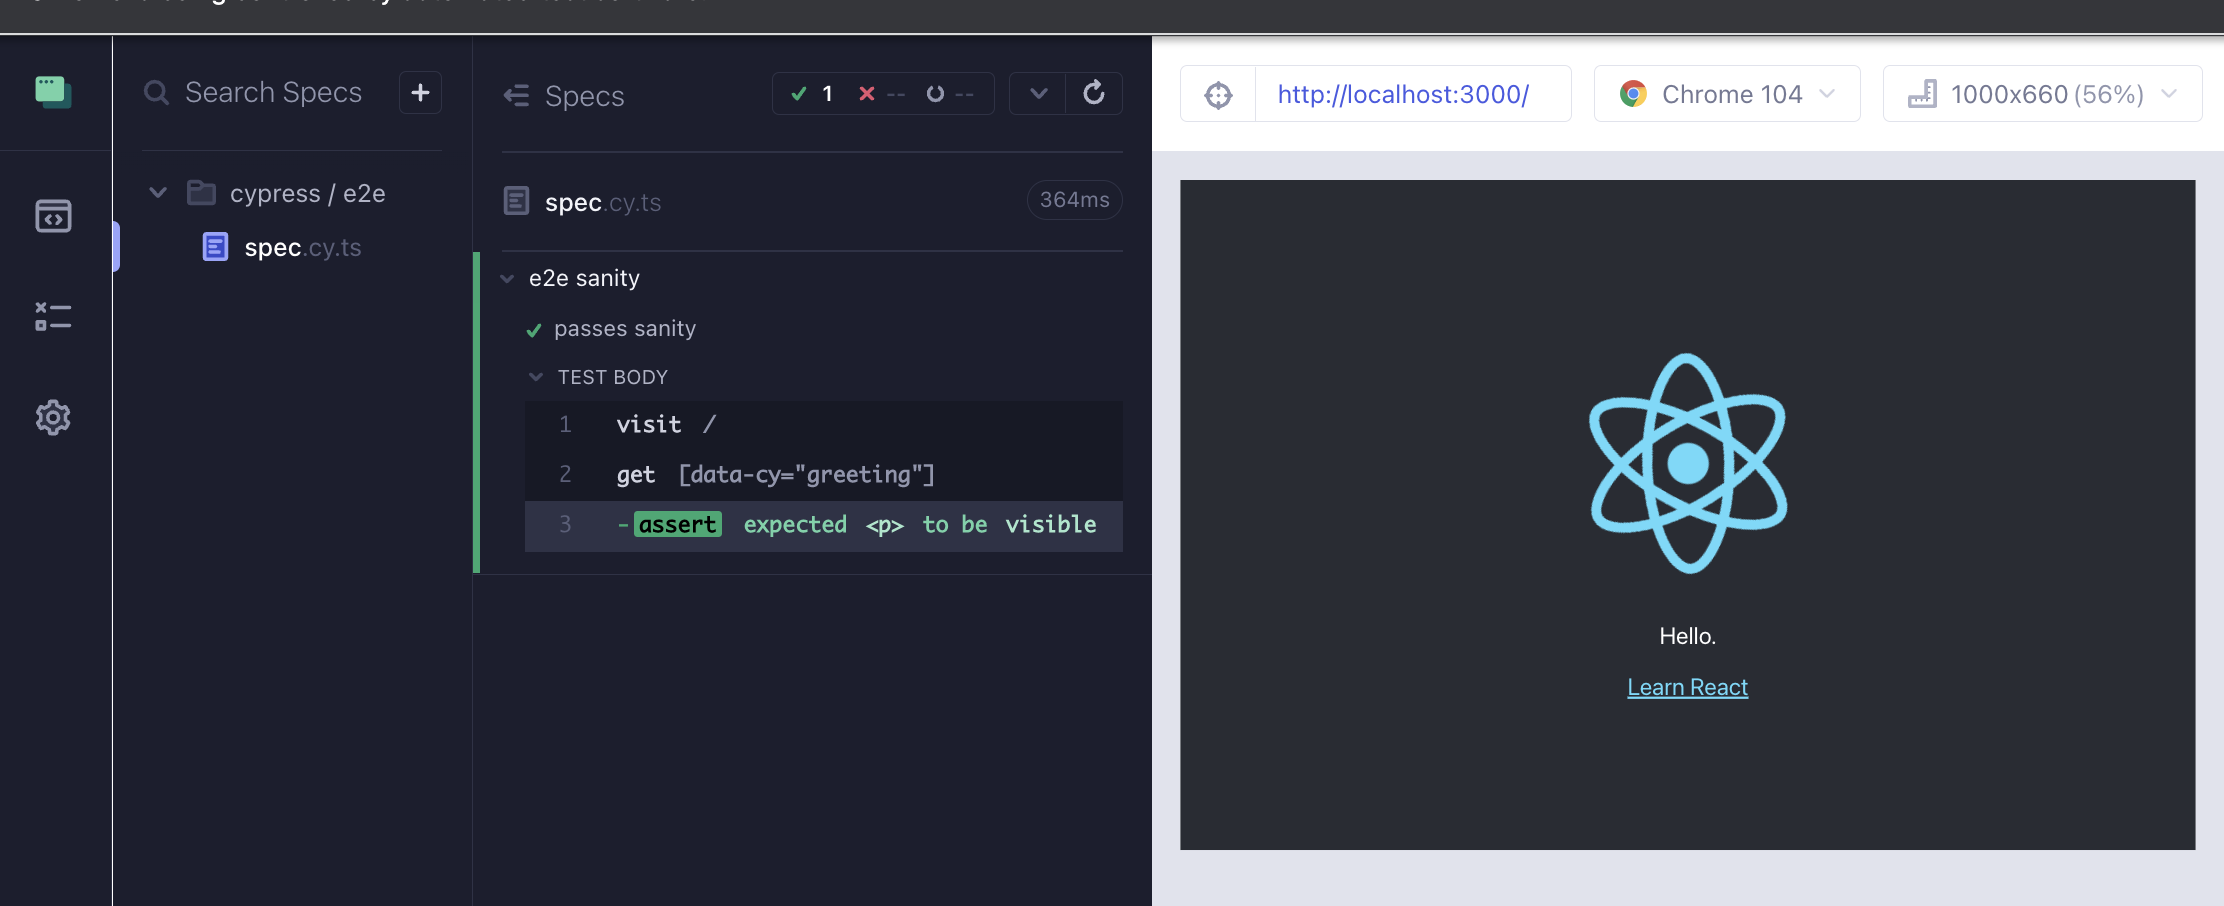 Search Specs
+
cypress / e2e
spec.cy.ts
Specs
1 -- --
spec.cy.ts
364ms
e2e sanity
passes sanity
TEST BODY
1 visit /
2 get [data-cy="greeting"]
3 -assert expected <p> to be visible
http://localhost:3000/
Chrome 104
1000x660 (56%)
Hello.
Learn React